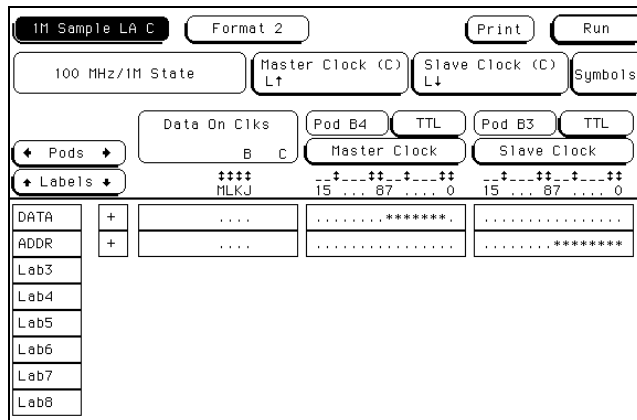 1M Sample LA C Format 2 Print Run
100 MHz/1M State Master Clock (C) L↑ Slave Clock (C) L↓ Symbols
Data On Clks Pod B4 TTL Pod B3 TTL
← Pods → B C Master Clock Slave Clock
↑ Labels ↓ MLKJ 15 ... 87 .... 0 15 ... 87 .... 0
DATA + .... ........*******. ................
ADDR + .... ................ ........********
Lab3
Lab4
Lab5
Lab6
Lab7
Lab8